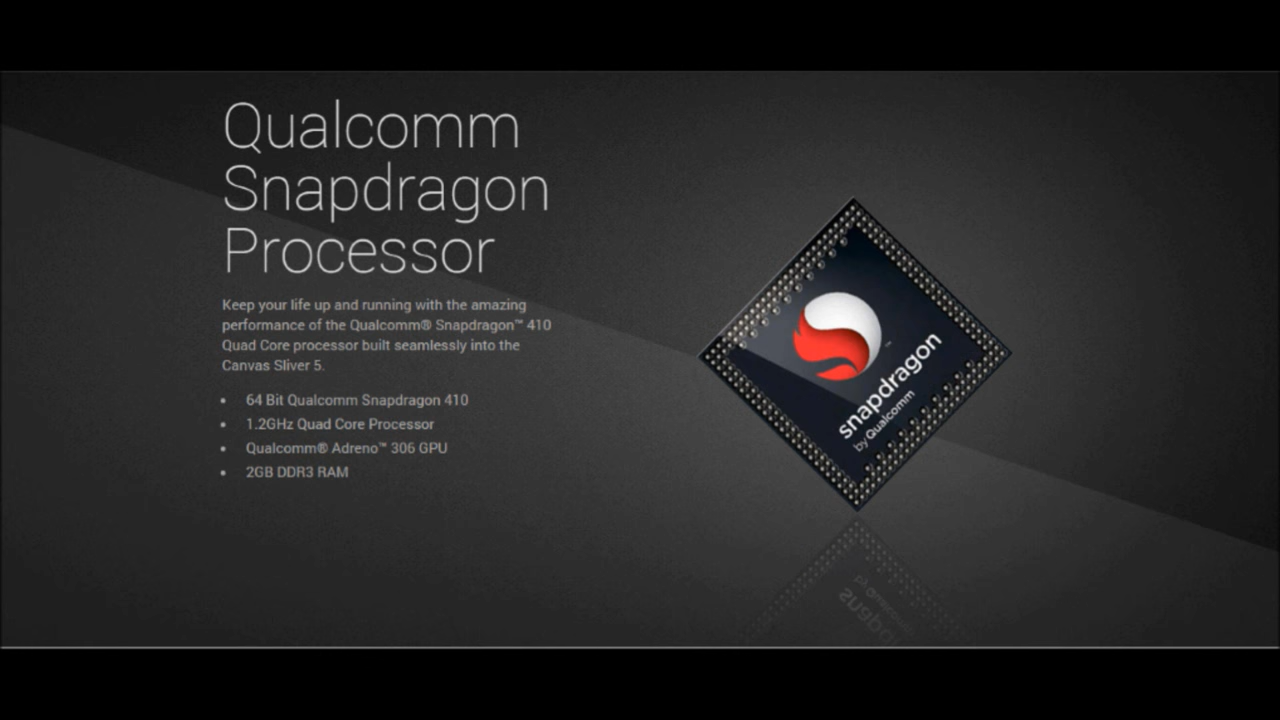 Qualcomm
Snapdragon
Processor
Keep your life up and running with the amazing
performance of the Qualcomm® Snapdragon™ 410
Quad Core processor built seamlessly into the
Canvas Sliver 5.
• 64 Bit Qualcomm Snapdragon 410
• 1.2GHz Quad Core Processor
• Qualcomm® Adreno™ 306 GPU
• 2GB DDR3 RAM
snapdragon™
by Qualcomm